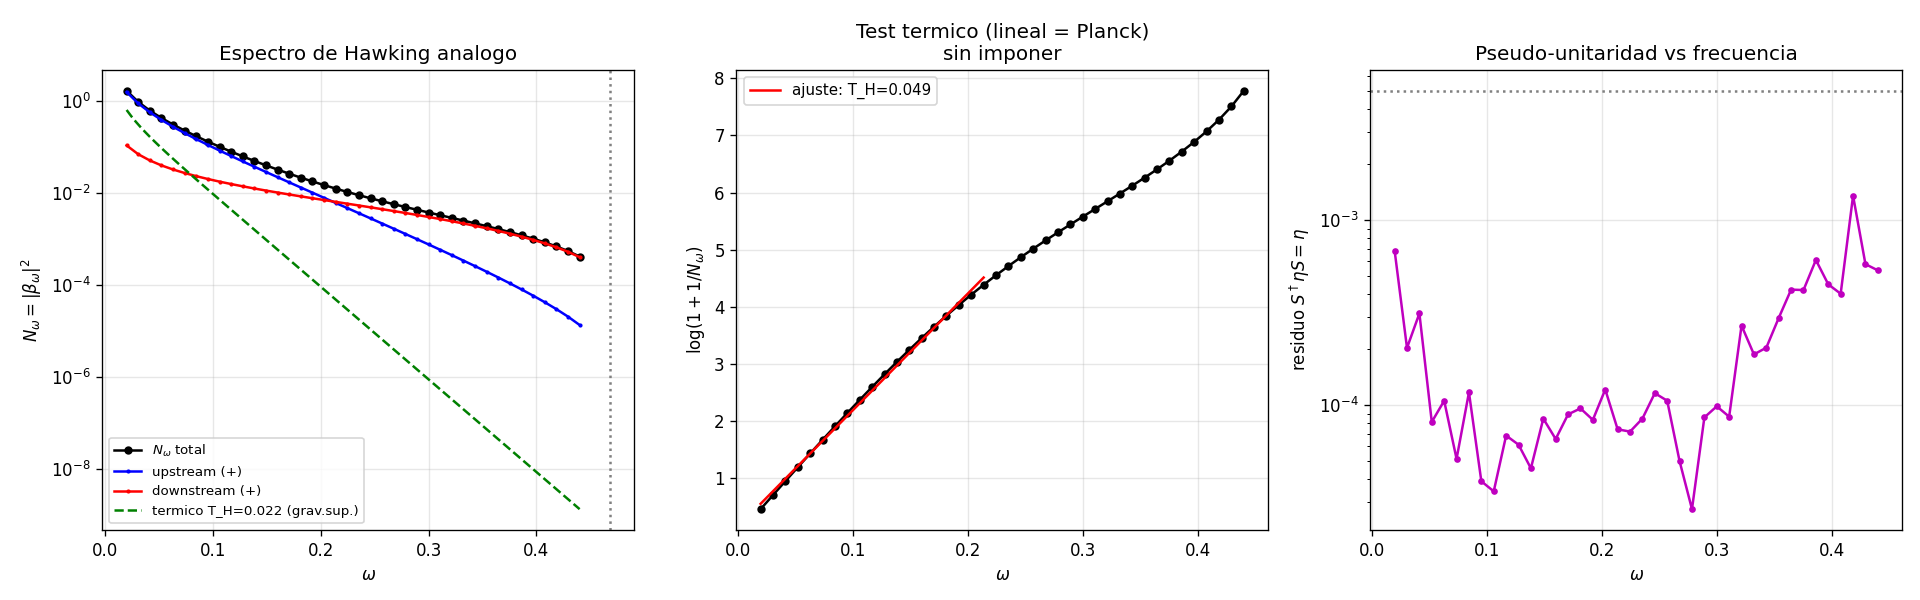 Espectro de Hawking analogo
N_ω = |β_ω|²
10⁰
10⁻²
10⁻⁴
10⁻⁶
10⁻⁸
N_ω total
upstream (+)
downstream (+)
termico T_H=0.022 (grav.sup.)
0.0 0.1 0.2 0.3 0.4
ω
Test termico (lineal = Planck)
sin imponer
log(1 + 1/N_ω)
8
7
6
5
4
3
2
1
ajuste: T_H=0.049
0.0 0.1 0.2 0.3 0.4
ω
Pseudo-unitaridad vs frecuencia
residuo S†ηS = η
10⁻³
10⁻⁴
0.0 0.1 0.2 0.3 0.4
ω